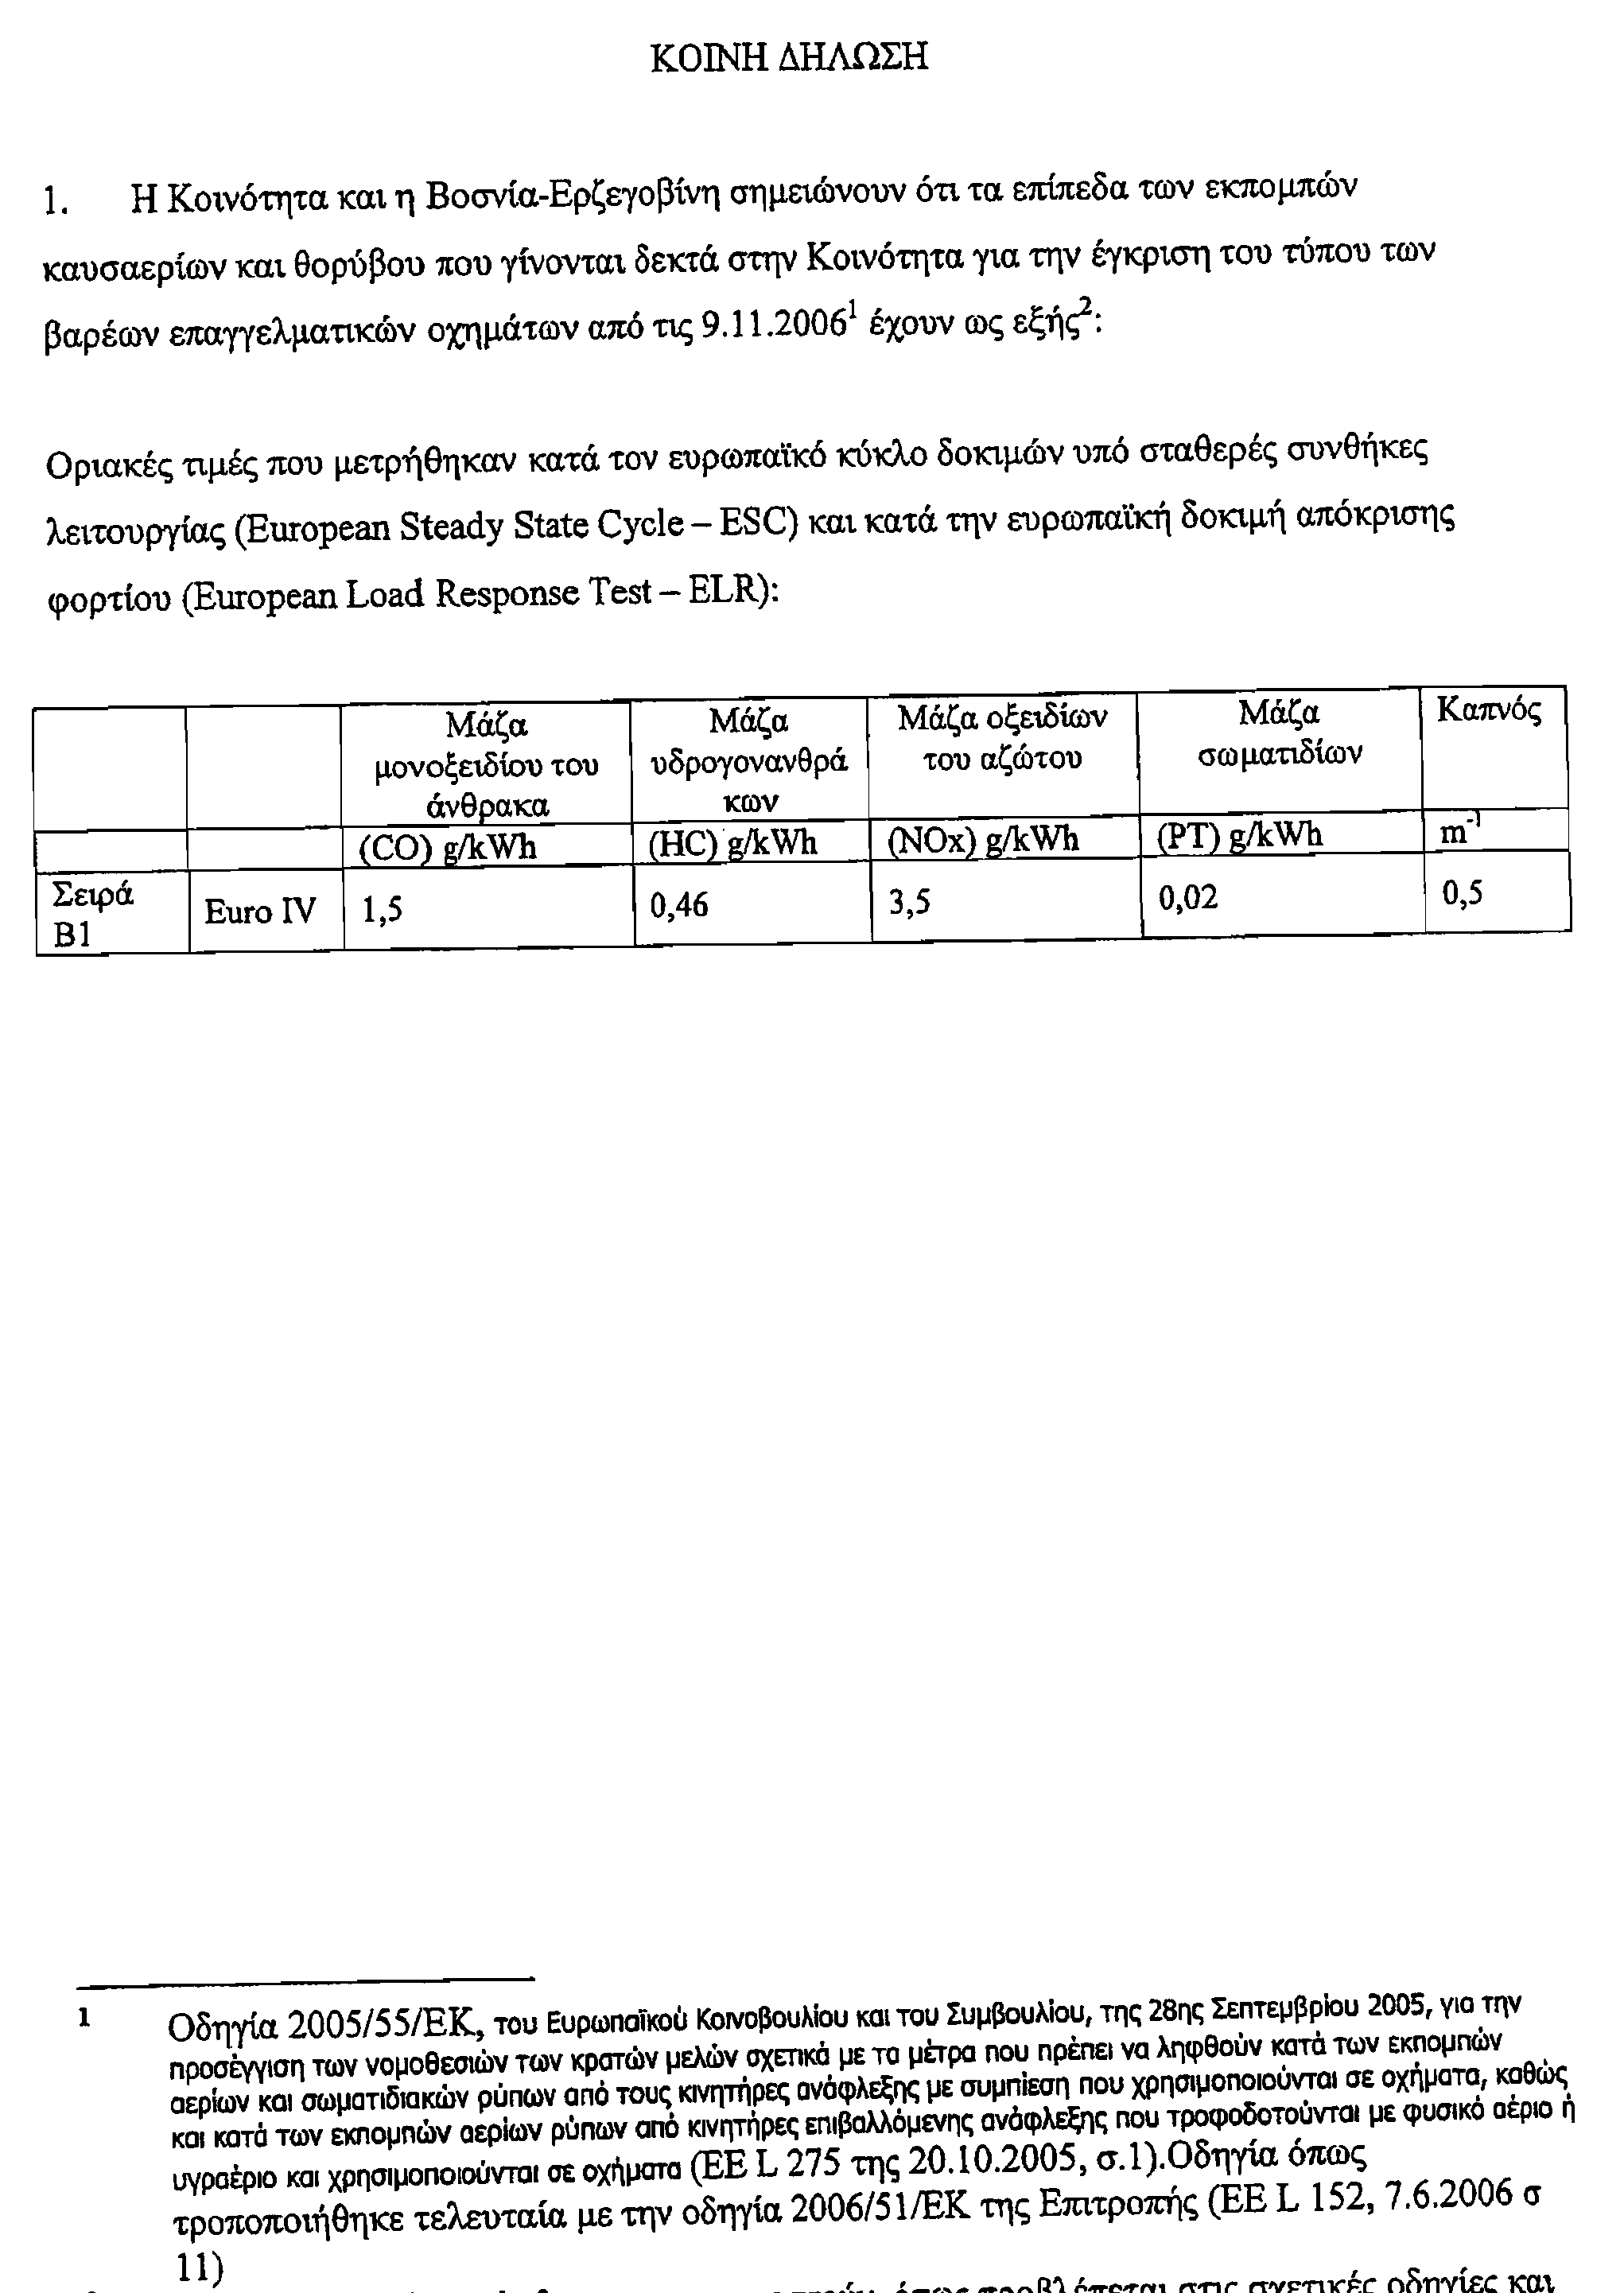 ΚΟΙΝΗ ΔΗΛΩΣΗ
1. Η Κοινότητα και η Βοσνία-Ερζεγοβίνη σημειώνουν ότι τα επίπεδα των εκπομπών
καυσαερίων και θορύβου που γίνονται δεκτά στην Κοινότητα για την έγκριση του τύπου των
βαρέων επαγγελματικών οχημάτων από τις 9.11.2006¹ έχουν ως εξής²:
Οριακές τιμές που μετρήθηκαν κατά τον ευρωπαϊκό κύκλο δοκιμών υπό σταθερές συνθήκες
λειτουργίας (European Steady State Cycle – ESC) και κατά την ευρωπαϊκή δοκιμή απόκρισης
φορτίου (European Load Response Test – ELR):
Μάζα μονοξειδίου του άνθρακα
Μάζα υδρογονανθρά κων
Μάζα οξειδίων του αζώτου
Μάζα σωματιδίων
Καπνός
(CO) g/kWh (HC) g/kWh (NOx) g/kWh (PT) g/kWh m⁻¹
Σειρά B1 Euro IV 1,5 0,46 3,5 0,02 0,5
1 Οδηγία 2005/55/ΕΚ, του Ευρωπαϊκού Κοινοβουλίου και του Συμβουλίου, της 28ης Σεπτεμβρίου 2005, για την
προσέγγιση των νομοθεσιών των κρατών μελών σχετικά με τα μέτρα που πρέπει να ληφθούν κατά των εκπομπών
αερίων και σωματιδιακών ρύπων από τους κινητήρες ανάφλεξης με συμπίεση που χρησιμοποιούνται σε οχήματα, καθώς
και κατά των εκπομπών αερίων ρύπων από κινητήρες επιβαλλόμενης ανάφλεξης που τροφοδοτούνται με φυσικό αέριο ή
υγραέριο και χρησιμοποιούνται σε οχήματα (ΕΕ L 275 της 20.10.2005, σ.1).Οδηγία όπως
τροποποιήθηκε τελευταία με την οδηγία 2006/51/ΕΚ της Επιτροπής (ΕΕ L 152, 7.6.2006 σ
11)
όπως προβλέπεται στις σχετικές οδηγίες και